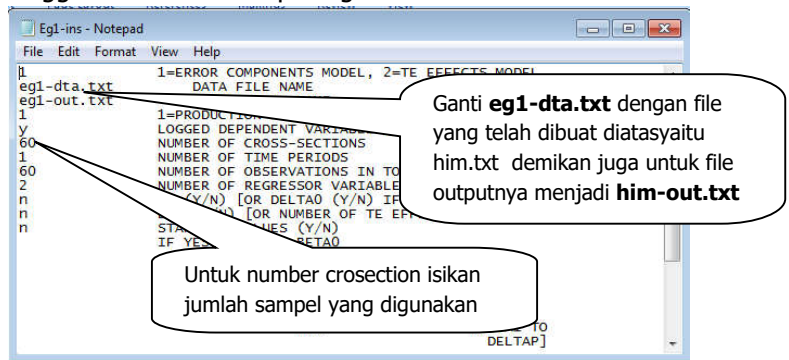 Eg1-ins - Notepad
File Edit Format View Help
1 1=ERROR COMPONENTS MODEL, 2=TE EFFECTS MODEL
eg1-dta.txt DATA FILE NAME
eg1-out.txt
1 1=PRODUCTION
y LOGGED DEPENDENT VARIABLE
60 NUMBER OF CROSS-SECTIONS
1 NUMBER OF TIME PERIODS
60 NUMBER OF OBSERVATIONS IN TO
2 NUMBER OF REGRESSOR VARIABLE
n (Y/N) [OR DELTA0 (Y/N) IF
n [OR NUMBER OF TE EF
n STA UES (Y/N)
IF YES BETA0
TO
DELTAP]
Ganti eg1-dta.txt dengan file
yang telah dibuat diatasyaitu
him.txt demikan juga untuk file
outputnya menjadi him-out.txt
Untuk number crosection isikan
jumlah sampel yang digunakan